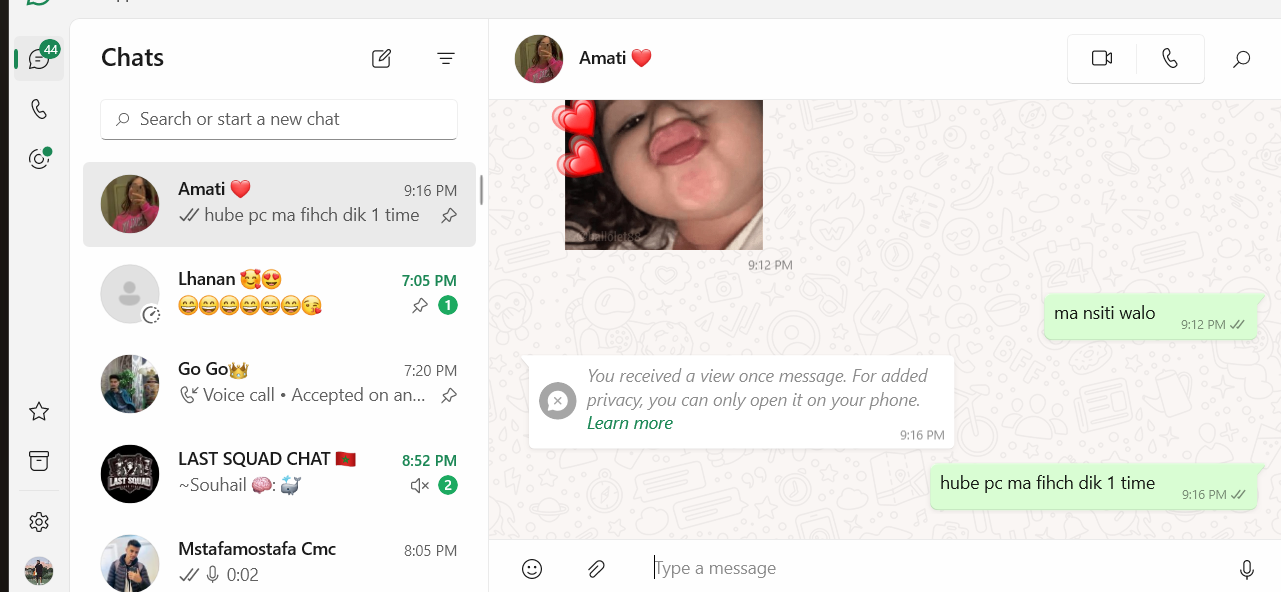 44
Chats
Search or start a new chat
Amati ❤️
9:16 PM
hube pc ma fihch dik 1 time
Lhanan 🥰😍
7:05 PM
😄😄😄😄😄😄😘
1
Go Go👑
7:20 PM
Voice call • Accepted on an...
LAST SQUAD CHAT 🇲🇦
8:52 PM
LAST SQUAD
~Souhail 🧠: 🐳
2
Mstafamostafa Cmc
8:05 PM
0:02
Amati ❤️
9:12 PM
ma nsiti walo
9:12 PM
You received a view once message. For added
privacy, you can only open it on your phone.
Learn more
9:16 PM
hube pc ma fihch dik 1 time
9:16 PM
Type a message